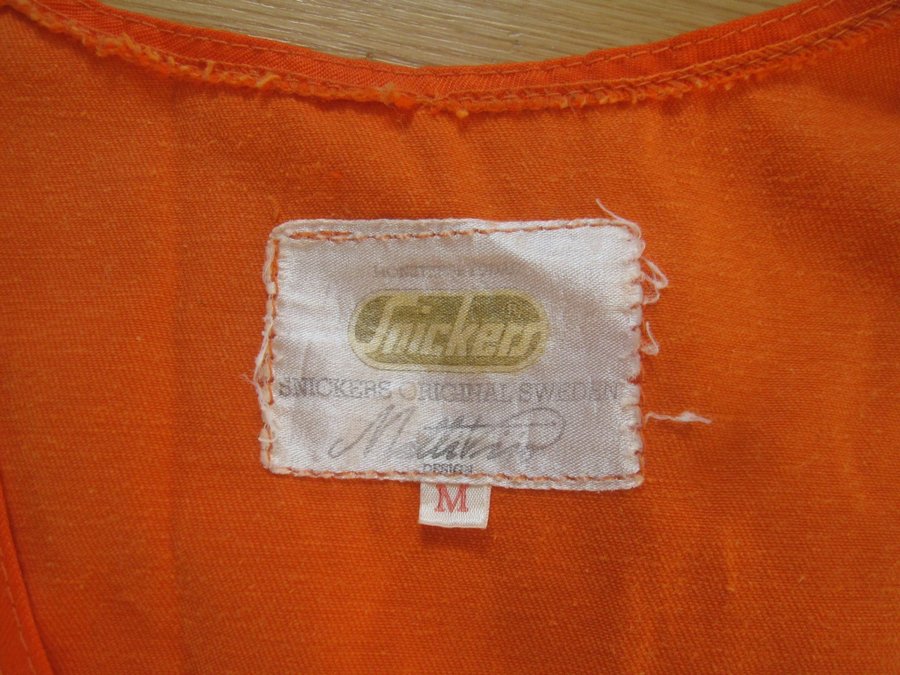 Snickers
SNICKERS ORIGINAL SWEDEN
DESIGN
M